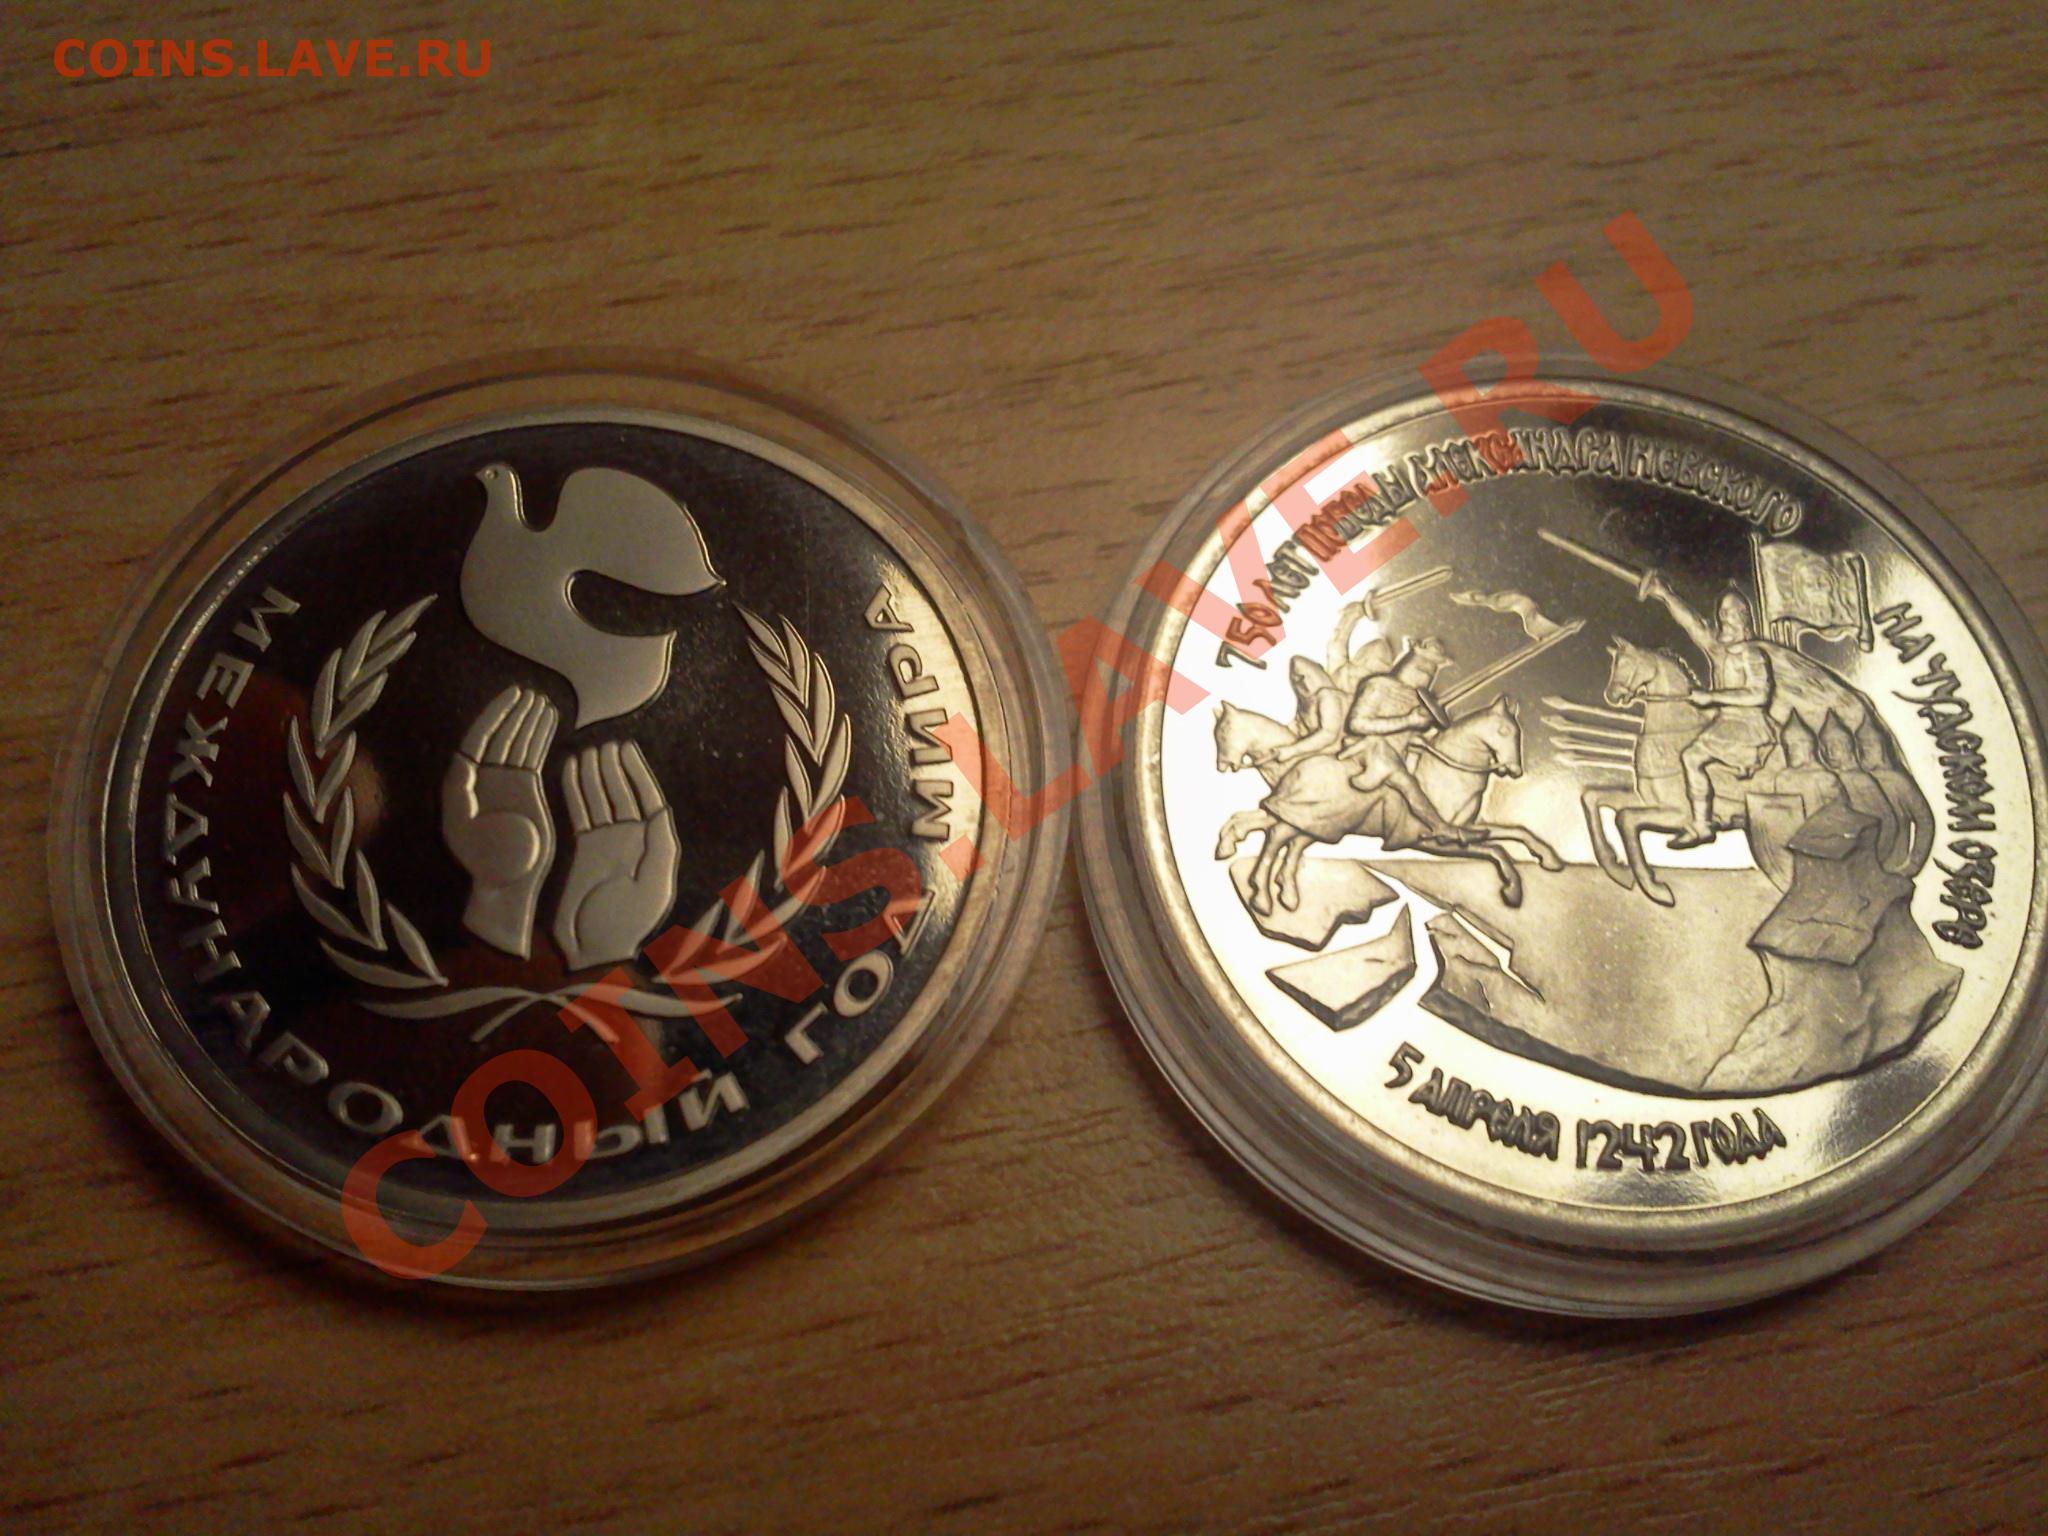 COINS.LAVE.RU
МЕЖДУНАРОДНЫЙ ГОД МИРА
750 ЛЕТ ПОБЕДЫ АЛЕКСАНДРА НЕВСКОГО
НА ЧУДСКОМ ОЗЕРЕ
5 АПРЕЛЯ 1242 ГОДА
COINS.LAVE.RU